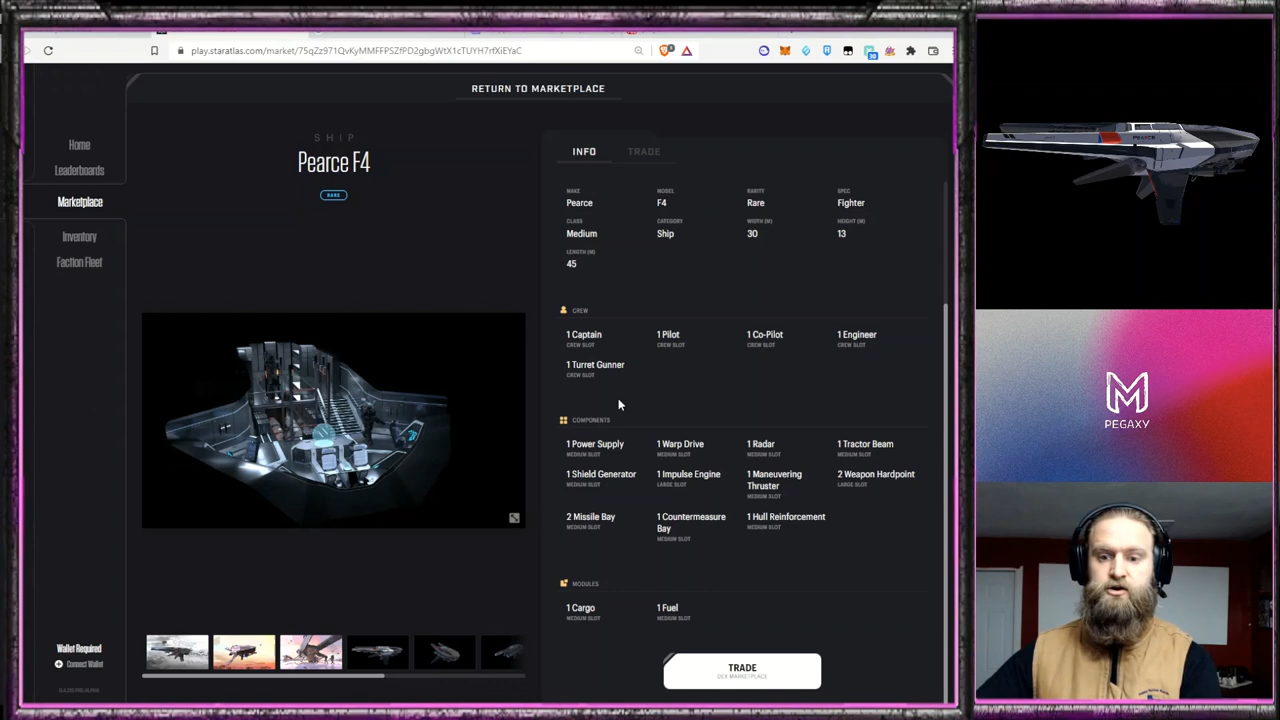 play.staratlas.com/market/75qZz971QvKyMMFFPSZfPD2gbgWtX1cTUYH7rfXiEYaC
RETURN TO MARKETPLACE
Home
Leaderboards
Marketplace
Inventory
Faction Fleet
Wallet Required
Connect Wallet
SHIP
Pearce F4
RARE
INFO TRADE
MAKE MODEL RARITY SPEC
Pearce F4 Rare Fighter
CLASS CATEGORY WIDTH (M) HEIGHT (M)
Medium Ship 30 13
LENGTH (M)
45
CREW
1 Captain 1 Pilot 1 Co-Pilot 1 Engineer
CREW SLOT CREW SLOT CREW SLOT CREW SLOT
1 Turret Gunner
CREW SLOT
COMPONENTS
1 Power Supply 1 Warp Drive 1 Radar 1 Tractor Beam
MEDIUM SLOT MEDIUM SLOT MEDIUM SLOT MEDIUM SLOT
1 Shield Generator 1 Impulse Engine 1 Maneuvering Thruster 2 Weapon Hardpoint
MEDIUM SLOT LARGE SLOT MEDIUM SLOT LARGE SLOT
2 Missile Bay 1 Countermeasure Bay 1 Hull Reinforcement
MEDIUM SLOT MEDIUM SLOT MEDIUM SLOT
MODULES
1 Cargo 1 Fuel
MEDIUM SLOT MEDIUM SLOT
TRADE
DEX MARKETPLACE
PEARCE
PEGAXY